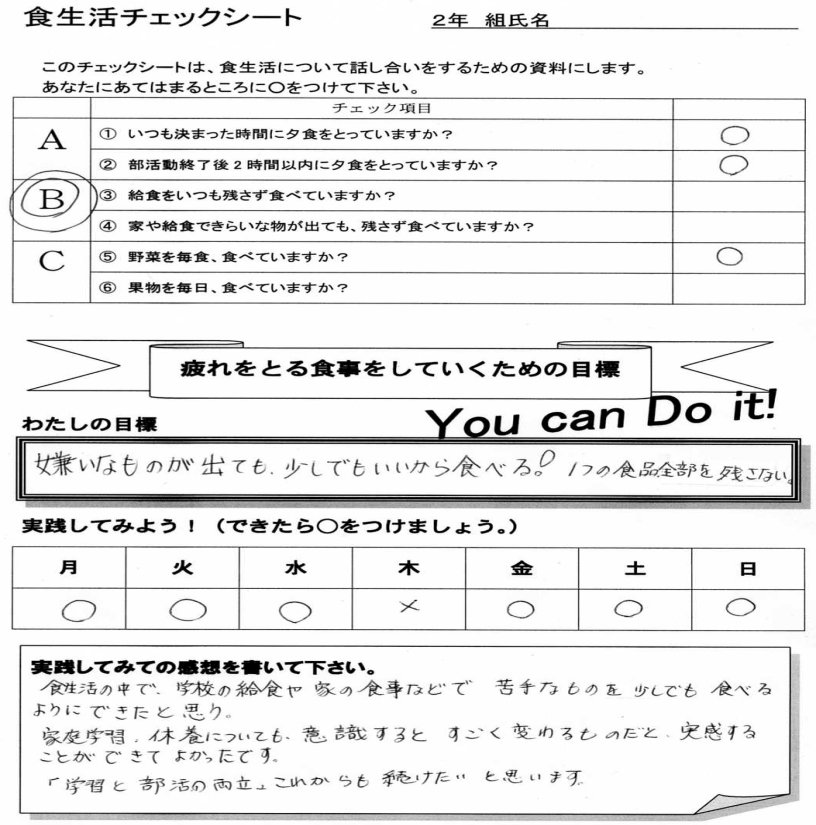 食生活チェックシート
2年 組氏名
このチェックシートは、食生活について話し合いをするための資料にします。
あなたにあてはまるところに○をつけて下さい。
チェック項目
A ① いつも決まった時間に夕食をとっていますか？ ○
② 部活動終了後2時間以内に夕食をとっていますか？ ○
B ③ 給食をいつも残さず食べていますか？
④ 家や給食できらいな物が出ても、残さず食べていますか？
C ⑤ 野菜を毎食、食べていますか？ ○
⑥ 果物を毎日、食べていますか？
疲れをとる食事をしていくための目標
You can Do it!
わたしの目標
嫌いなものが出ても、少しでもいいから食べる! 1つの食品全部を残さない。
実践してみよう！（できたら○をつけましょう。）
月 火 水 木 金 土 日
○ ○ ○ × ○ ○ ○
実践してみての感想を書いて下さい。
食生活の中で、学校の給食や家の食事などで 苦手なものを少しでも食べる
ようにできたと思う。
家庭学習、休養についても、意識すると すごく変わるものだと、実感する
ことができてよかったです。
「学習と部活の両立」これからも続けたいと思います。